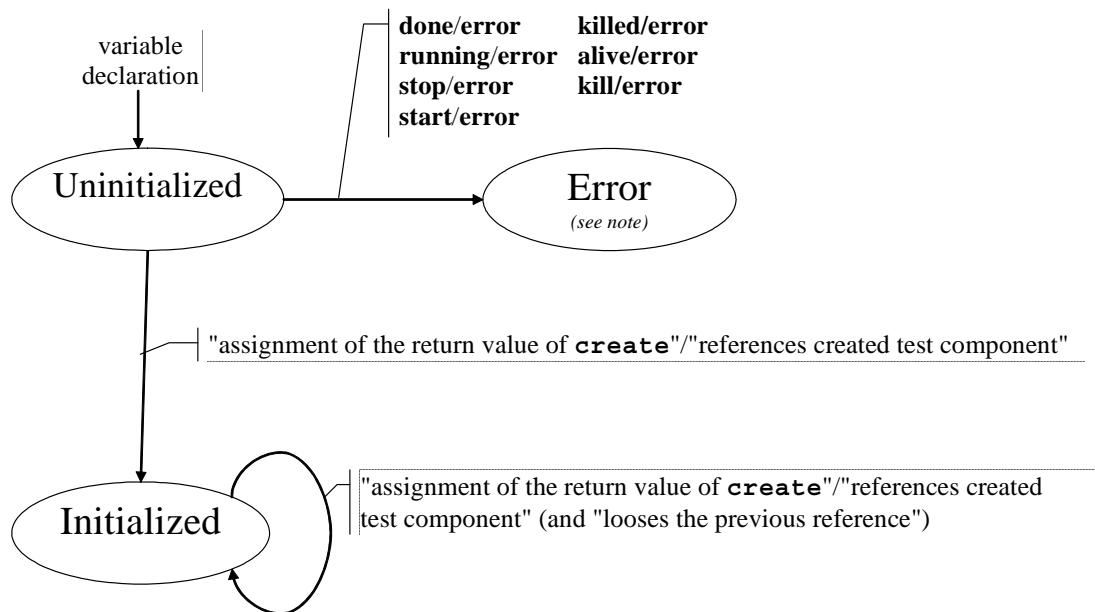 variable
declaration
done/error killed/error
running/error alive/error
stop/error kill/error
start/error
Uninitialized
Error
(see note)
"assignment of the return value of create"/"references created test component"
Initialized
"assignment of the return value of create"/"references created
test component" (and "looses the previous reference")